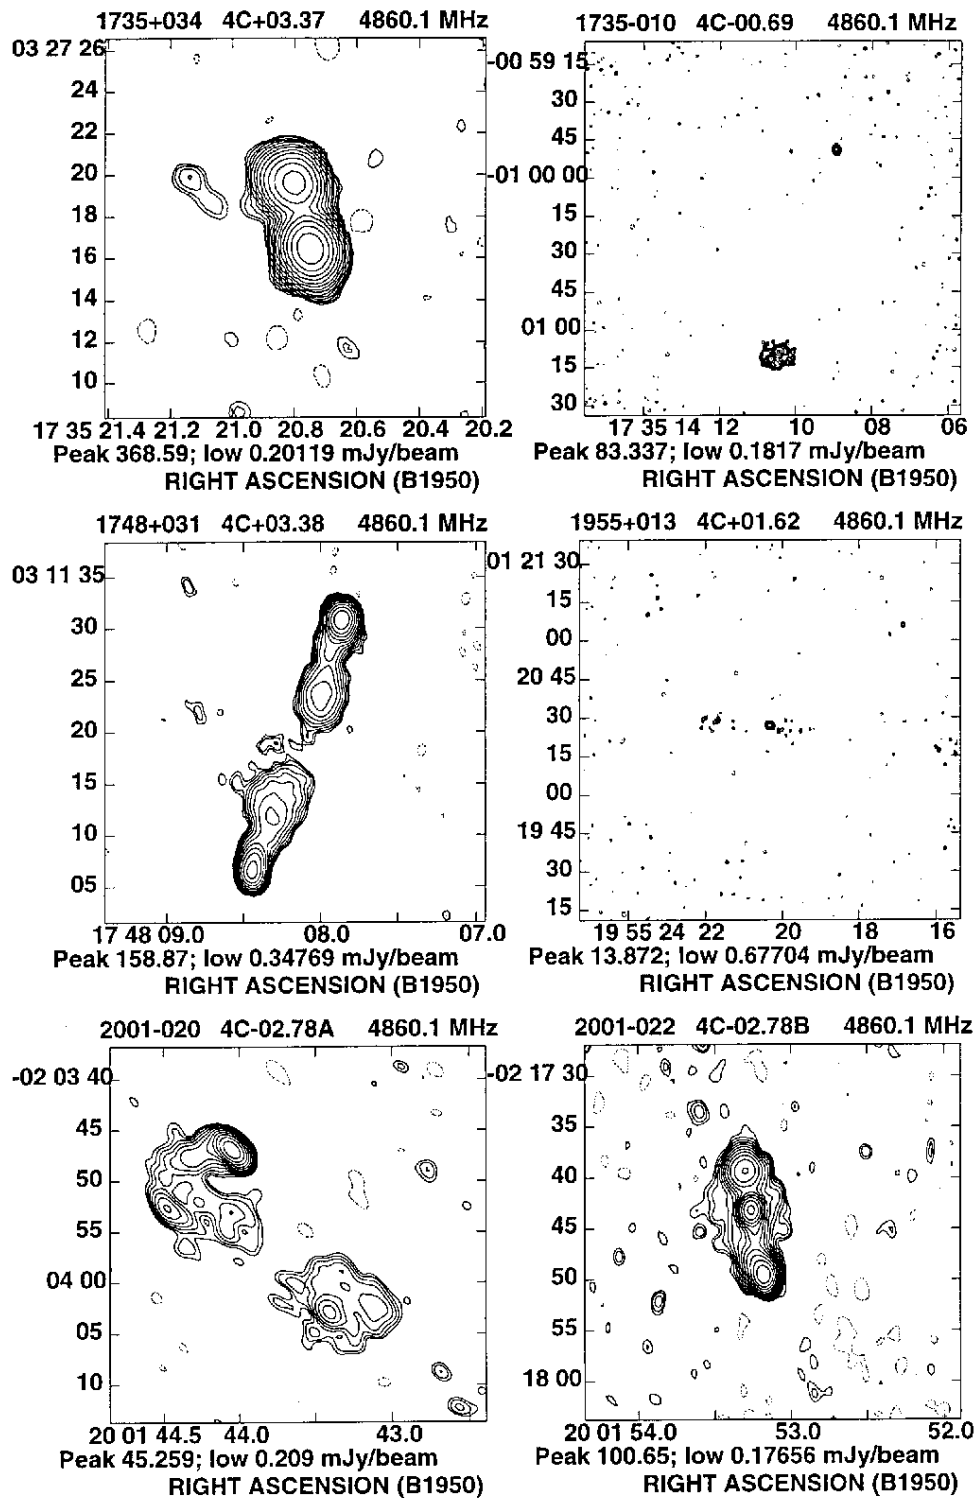 1735+034 4C+03.37 4860.1 MHz
03 27 26
24
22
20
18
16
14
12
10
17 35 21.4 21.2 21.0 20.8 20.6 20.4 20.2
Peak 368.59; low 0.20119 mJy/beam
RIGHT ASCENSION (B1950)
1735-010 4C-00.69 4860.1 MHz
-00 59 15
30
45
-01 00 00
15
30
45
01 00
15
30
17 35 14 12 10 08 06
Peak 83.337; low 0.1817 mJy/beam
RIGHT ASCENSION (B1950)
1748+031 4C+03.38 4860.1 MHz
03 11 35
30
25
20
15
10
05
17 48 09.0 08.0 07.0
Peak 158.87; low 0.34769 mJy/beam
RIGHT ASCENSION (B1950)
1955+013 4C+01.62 4860.1 MHz
01 21 30
15
00
20 45
30
15
00
19 45
30
15
19 55 24 22 20 18 16
Peak 13.872; low 0.67704 mJy/beam
RIGHT ASCENSION (B1950)
2001-020 4C-02.78A 4860.1 MHz
-02 03 40
45
50
55
04 00
05
10
20 01 44.5 44.0 43.0
Peak 45.259; low 0.209 mJy/beam
RIGHT ASCENSION (B1950)
2001-022 4C-02.78B 4860.1 MHz
-02 17 30
35
40
45
50
55
18 00
20 01 54.0 53.0 52.0
Peak 100.65; low 0.17656 mJy/beam
RIGHT ASCENSION (B1950)